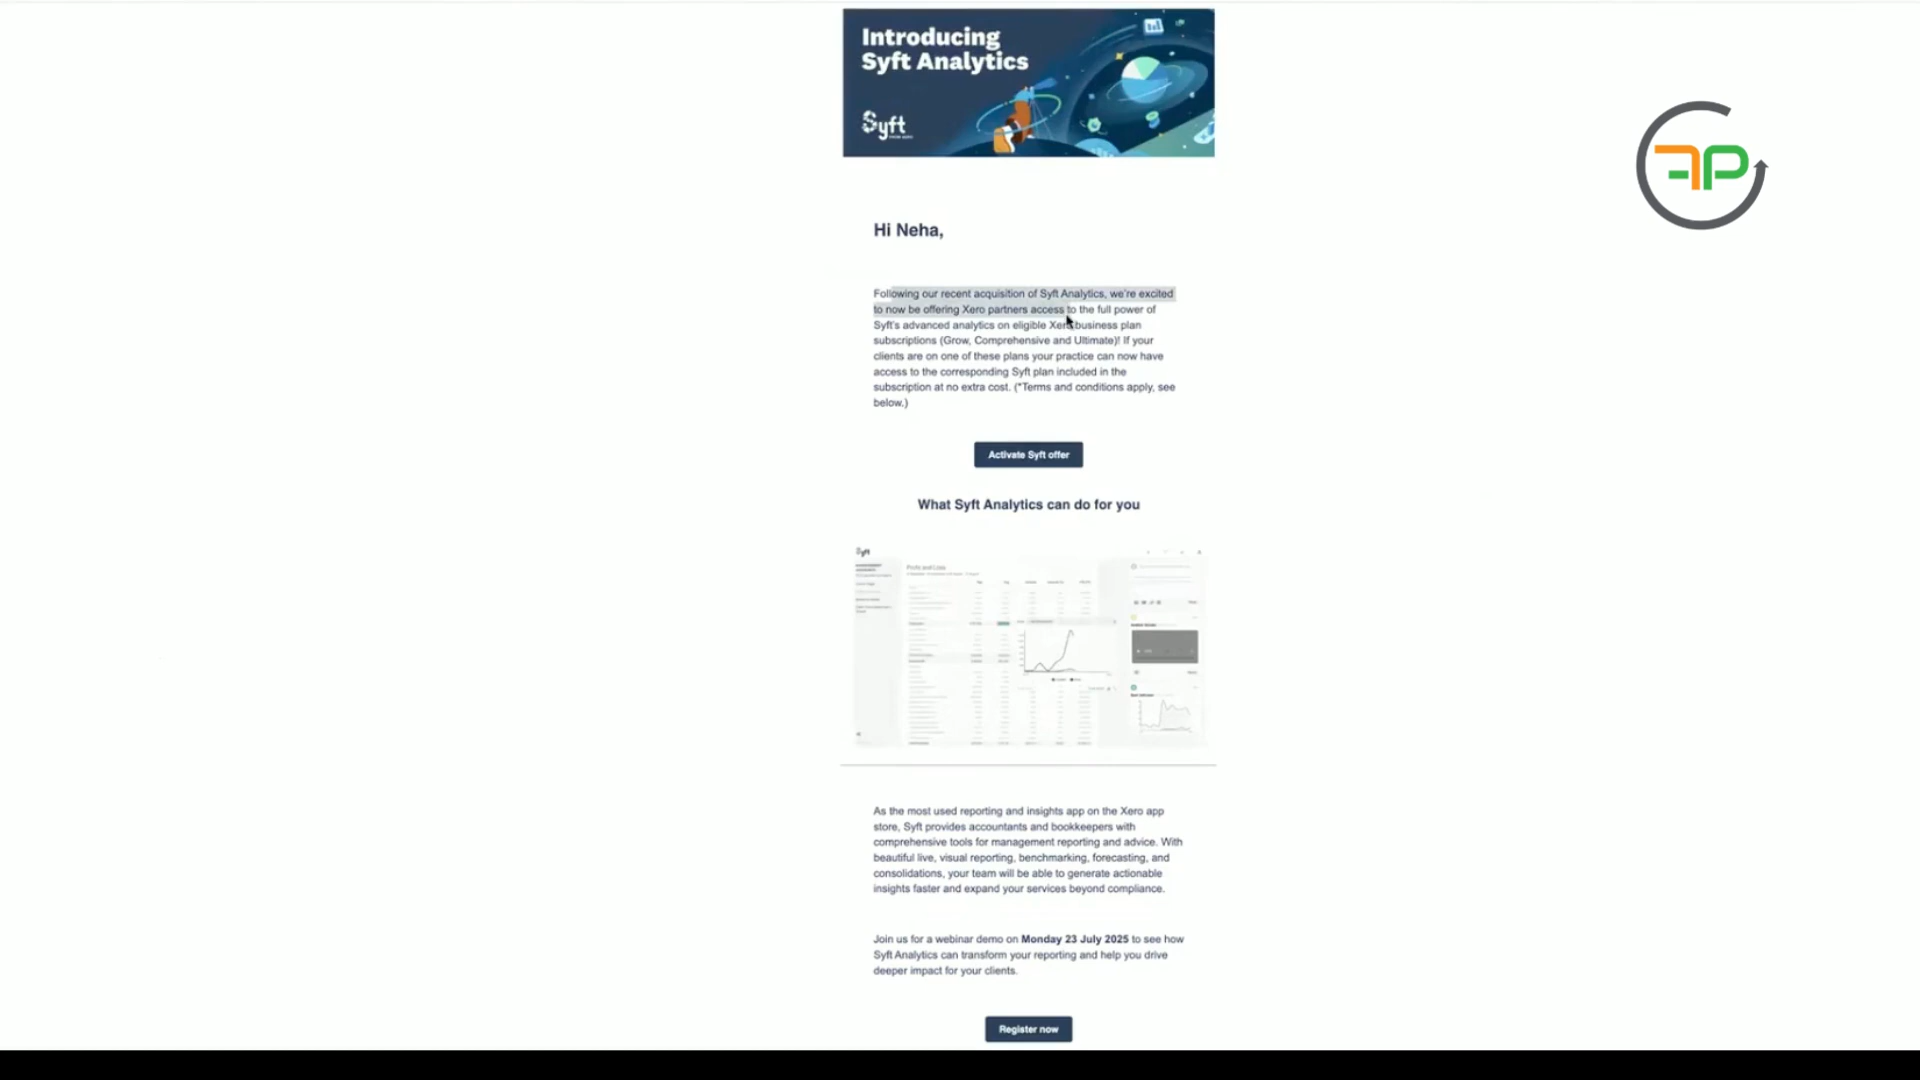 Introducing
Syft Analytics
Syft
FP
Hi Neha,
Following our recent acquisition of Syft Analytics, we're excited
to now be offering Xero partners access to the full power of
Syft's advanced analytics on eligible Xero business plan
subscriptions (Grow, Comprehensive and Ultimate)! If your
clients are on one of these plans your practice can now have
access to the corresponding Syft plan included in the
subscription at no extra cost. (*Terms and conditions apply, see
below.)
Activate Syft offer
What Syft Analytics can do for you
Syft
Profit and Loss
As the most used reporting and insights app on the Xero app
store, Syft provides accountants and bookkeepers with
comprehensive tools for management reporting and advice. With
beautiful live, visual reporting, benchmarking, forecasting, and
consolidations, your team will be able to generate actionable
insights faster and expand your services beyond compliance.
Join us for a webinar demo on Monday 23 July 2025 to see how
Syft Analytics can transform your reporting and help you drive
deeper impact for your clients.
Register now